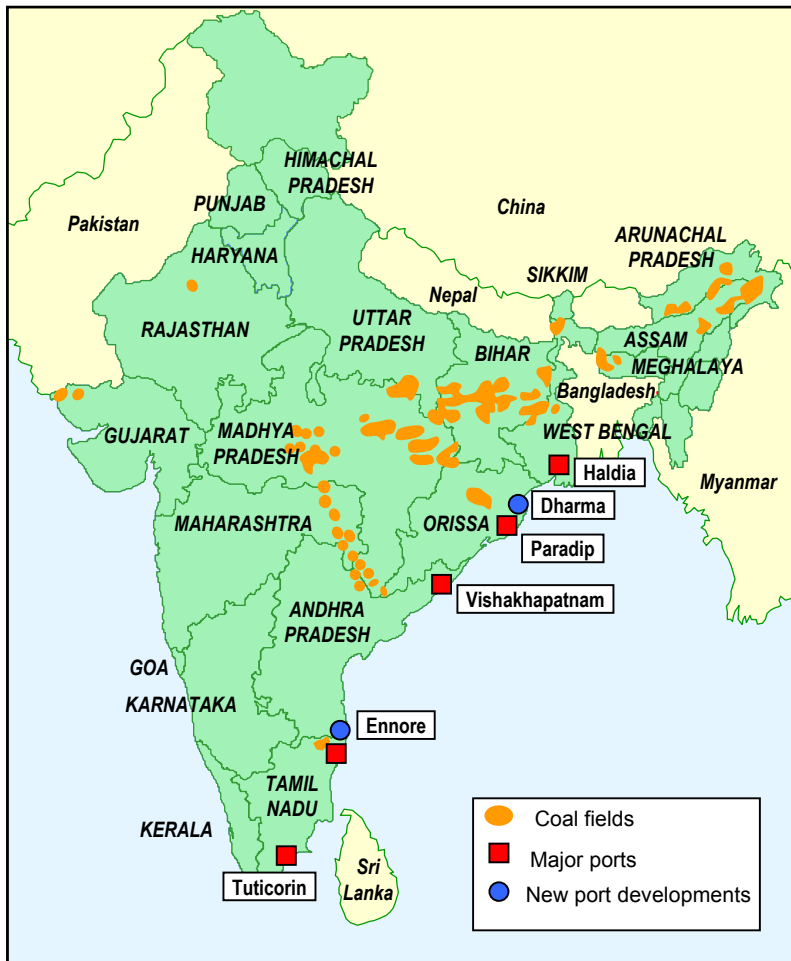 HIMACHAL
PRADESH
PUNJAB
Pakistan
China
HARYANA
ARUNACHAL
PRADESH
SIKKIM
Nepal
RAJASTHAN
UTTAR
PRADESH
BIHAR
ASSAM
MEGHALAYA
Bangladesh
GUJARAT
MADHYA
PRADESH
WEST BENGAL
Haldia
Myanmar
Dharma
MAHARASHTRA
ORISSA
Paradip
Vishakhapatnam
ANDHRA
PRADESH
GOA
KARNATAKA
Ennore
TAMIL
NADU
KERALA
Tuticorin
Sri
Lanka
Coal fields
Major ports
New port developments